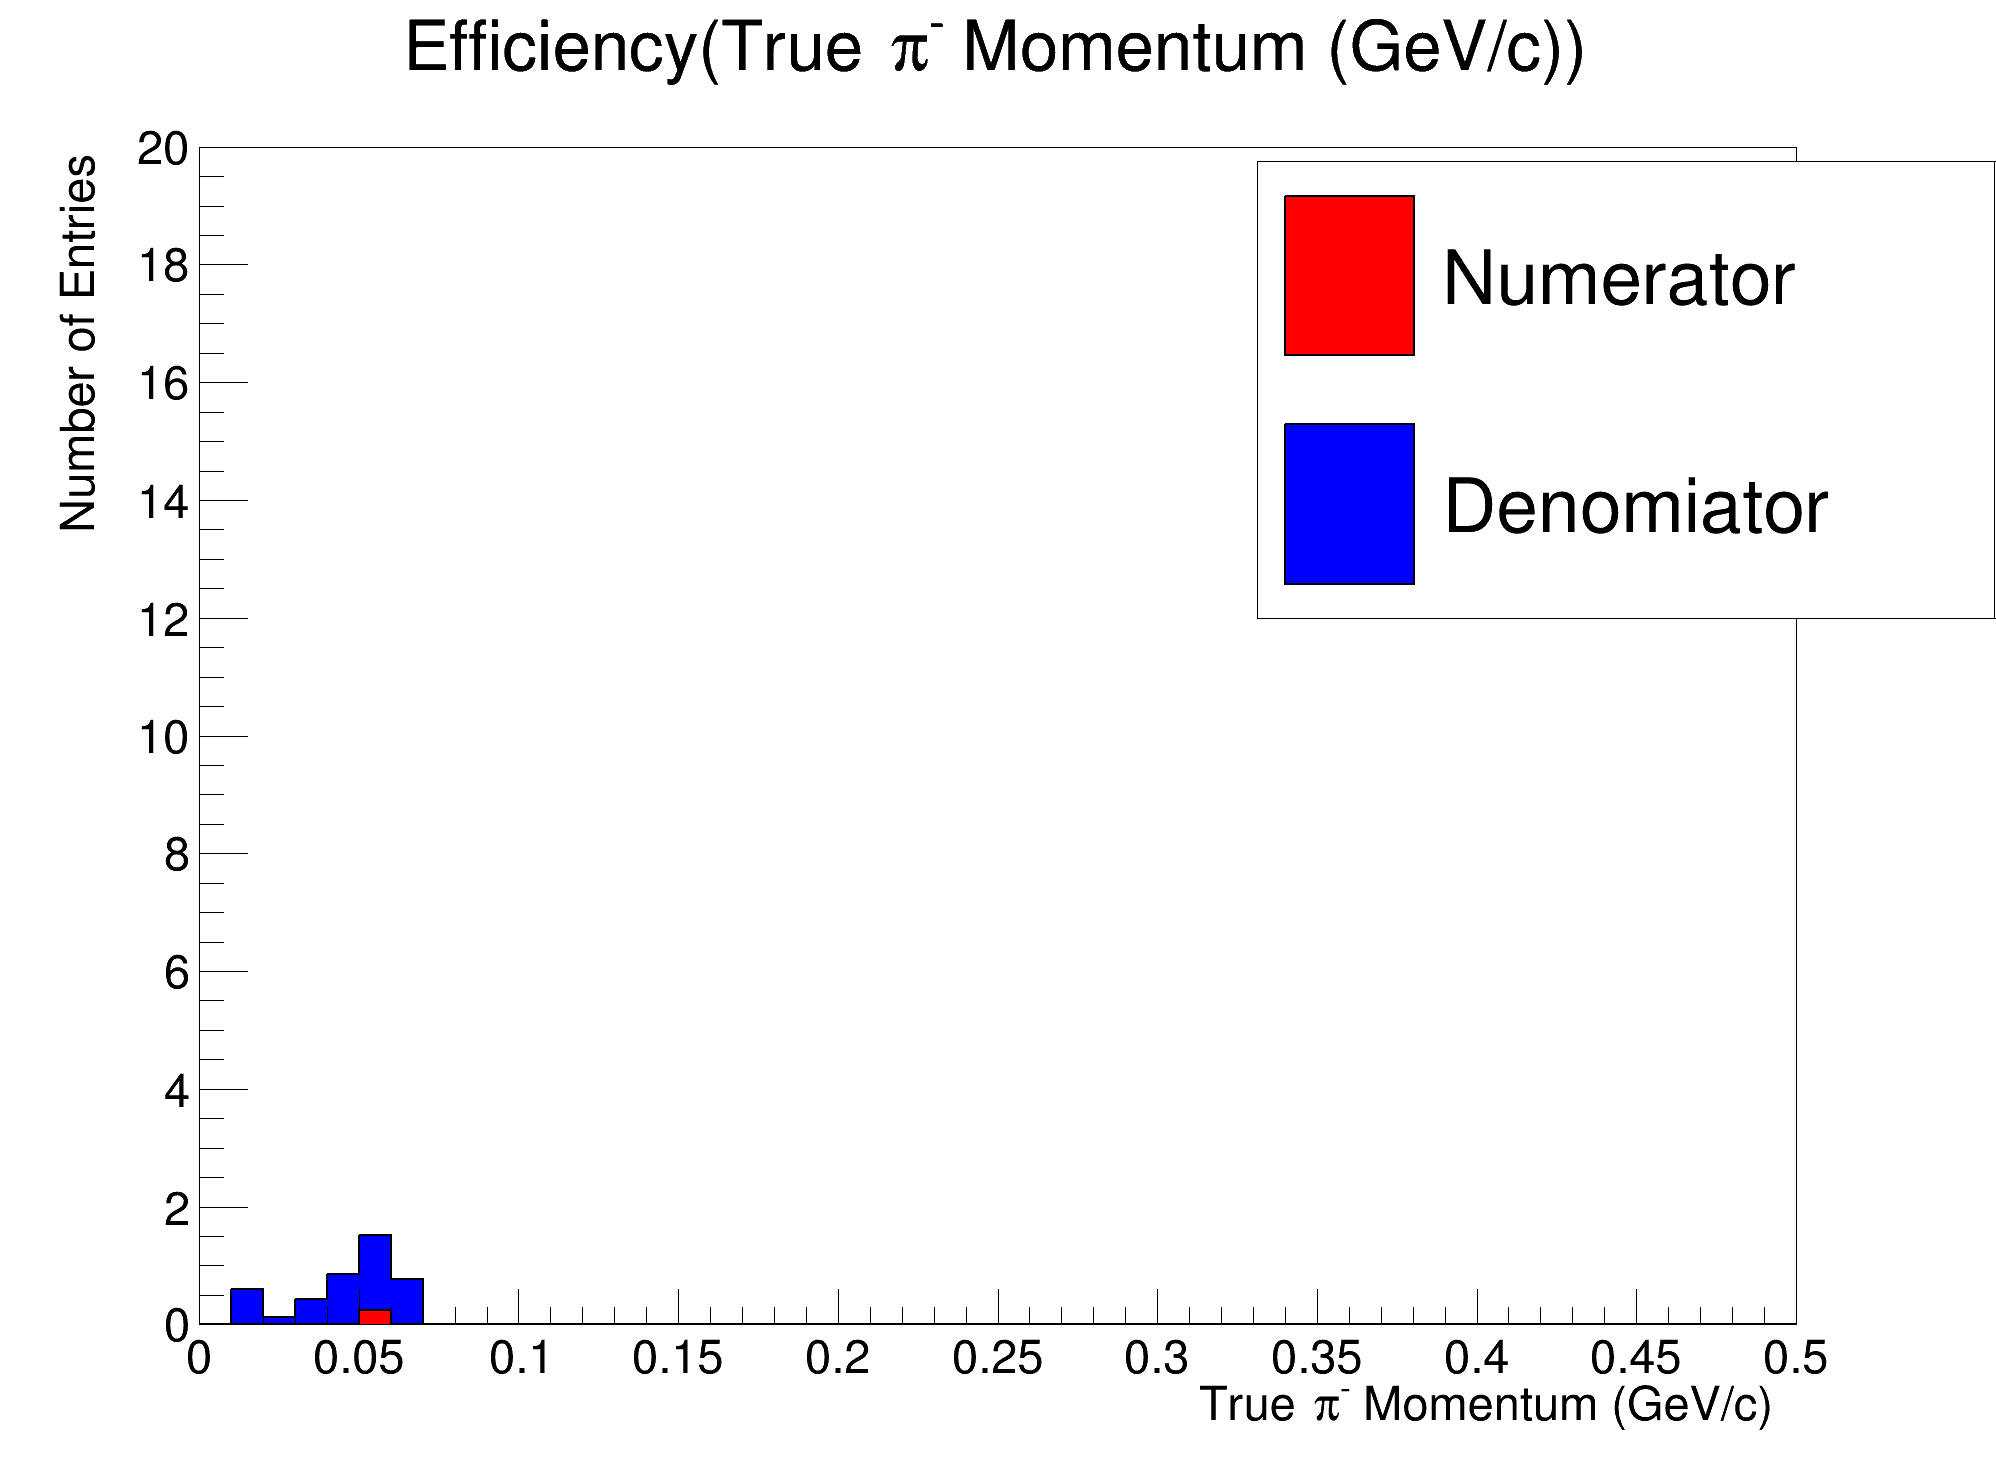 Efficiency(True π⁻ Momentum (GeV/c))
Number of Entries
20
18
16
14
12
10
8
6
4
2
0
Numerator
Denomiator
0 0.05 0.1 0.15 0.2 0.25 0.3 0.35 0.4 0.45 0.5
True π⁻ Momentum (GeV/c)